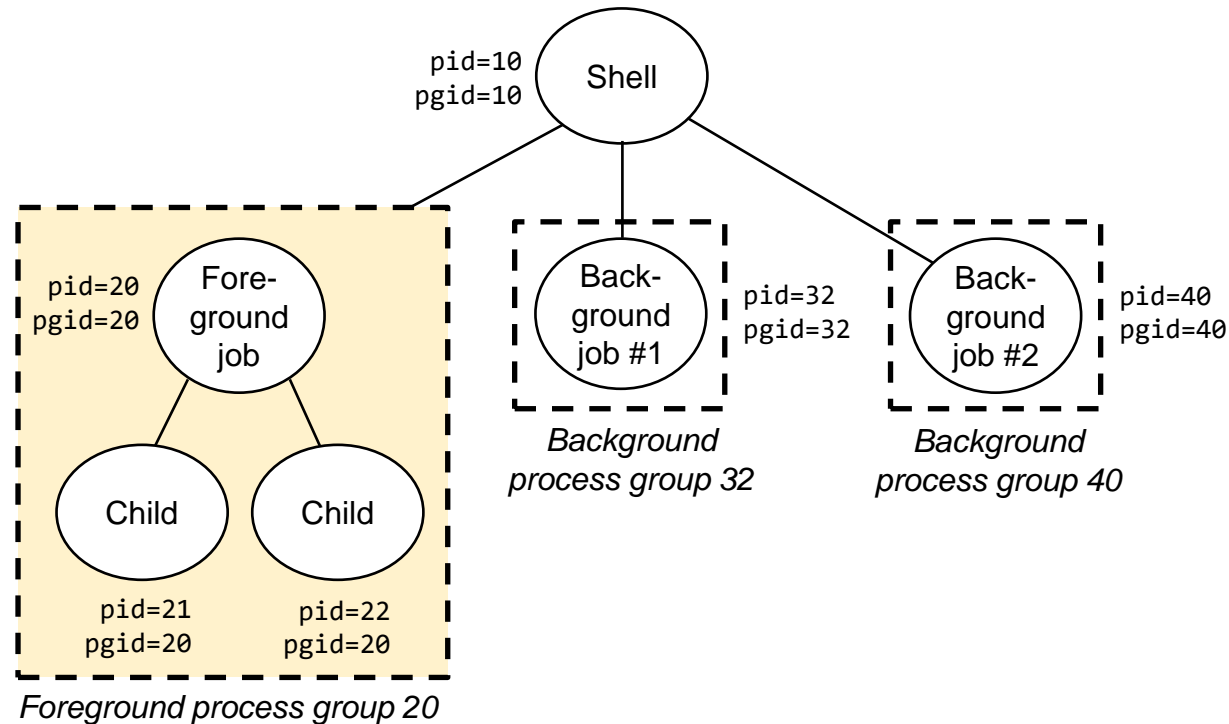 pid=10
pgid=10
Shell
pid=20
pgid=20
Fore-
ground
job
Back-
ground
job #1
pid=32
pgid=32
Back-
ground
job #2
pid=40
pgid=40
Background
process group 32
Background
process group 40
Child
Child
pid=21
pgid=20
pid=22
pgid=20
Foreground process group 20